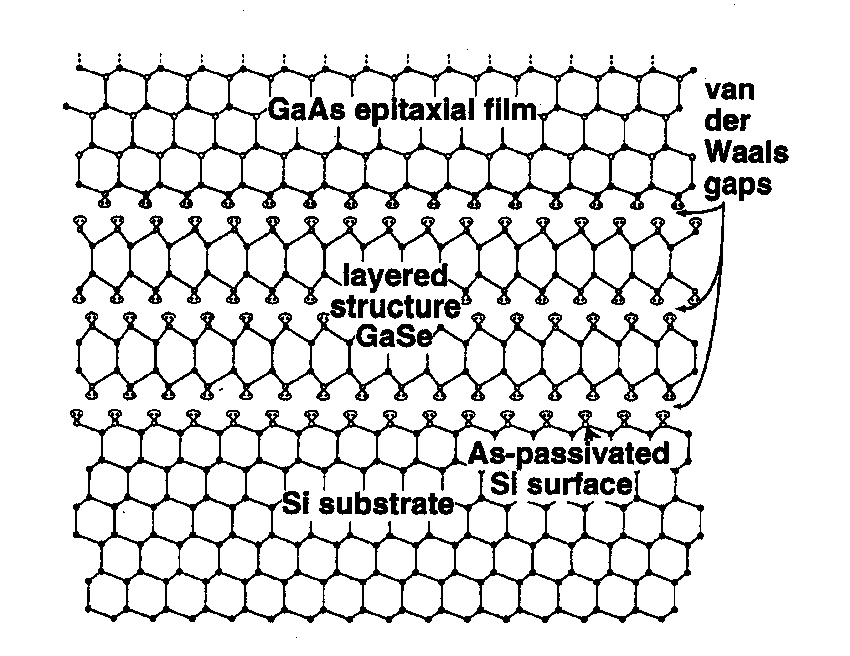 GaAs epitaxial film
van
der
Waals
gaps
layered
structure
GaSe
As-passivated
Si surface
Si substrate